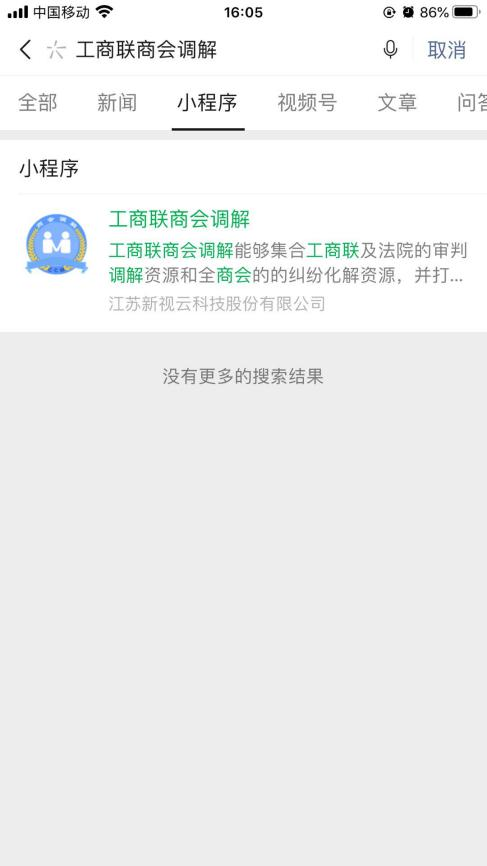 中国移动 16:05 86%
工商联商会调解 取消
全部 新闻 小程序 视频号 文章 问答
小程序
工商联商会调解
工商联商会调解能够集合工商联及法院的审判
调解资源和全商会的的纠纷化解资源，并打...
江苏新视云科技股份有限公司
没有更多的搜索结果